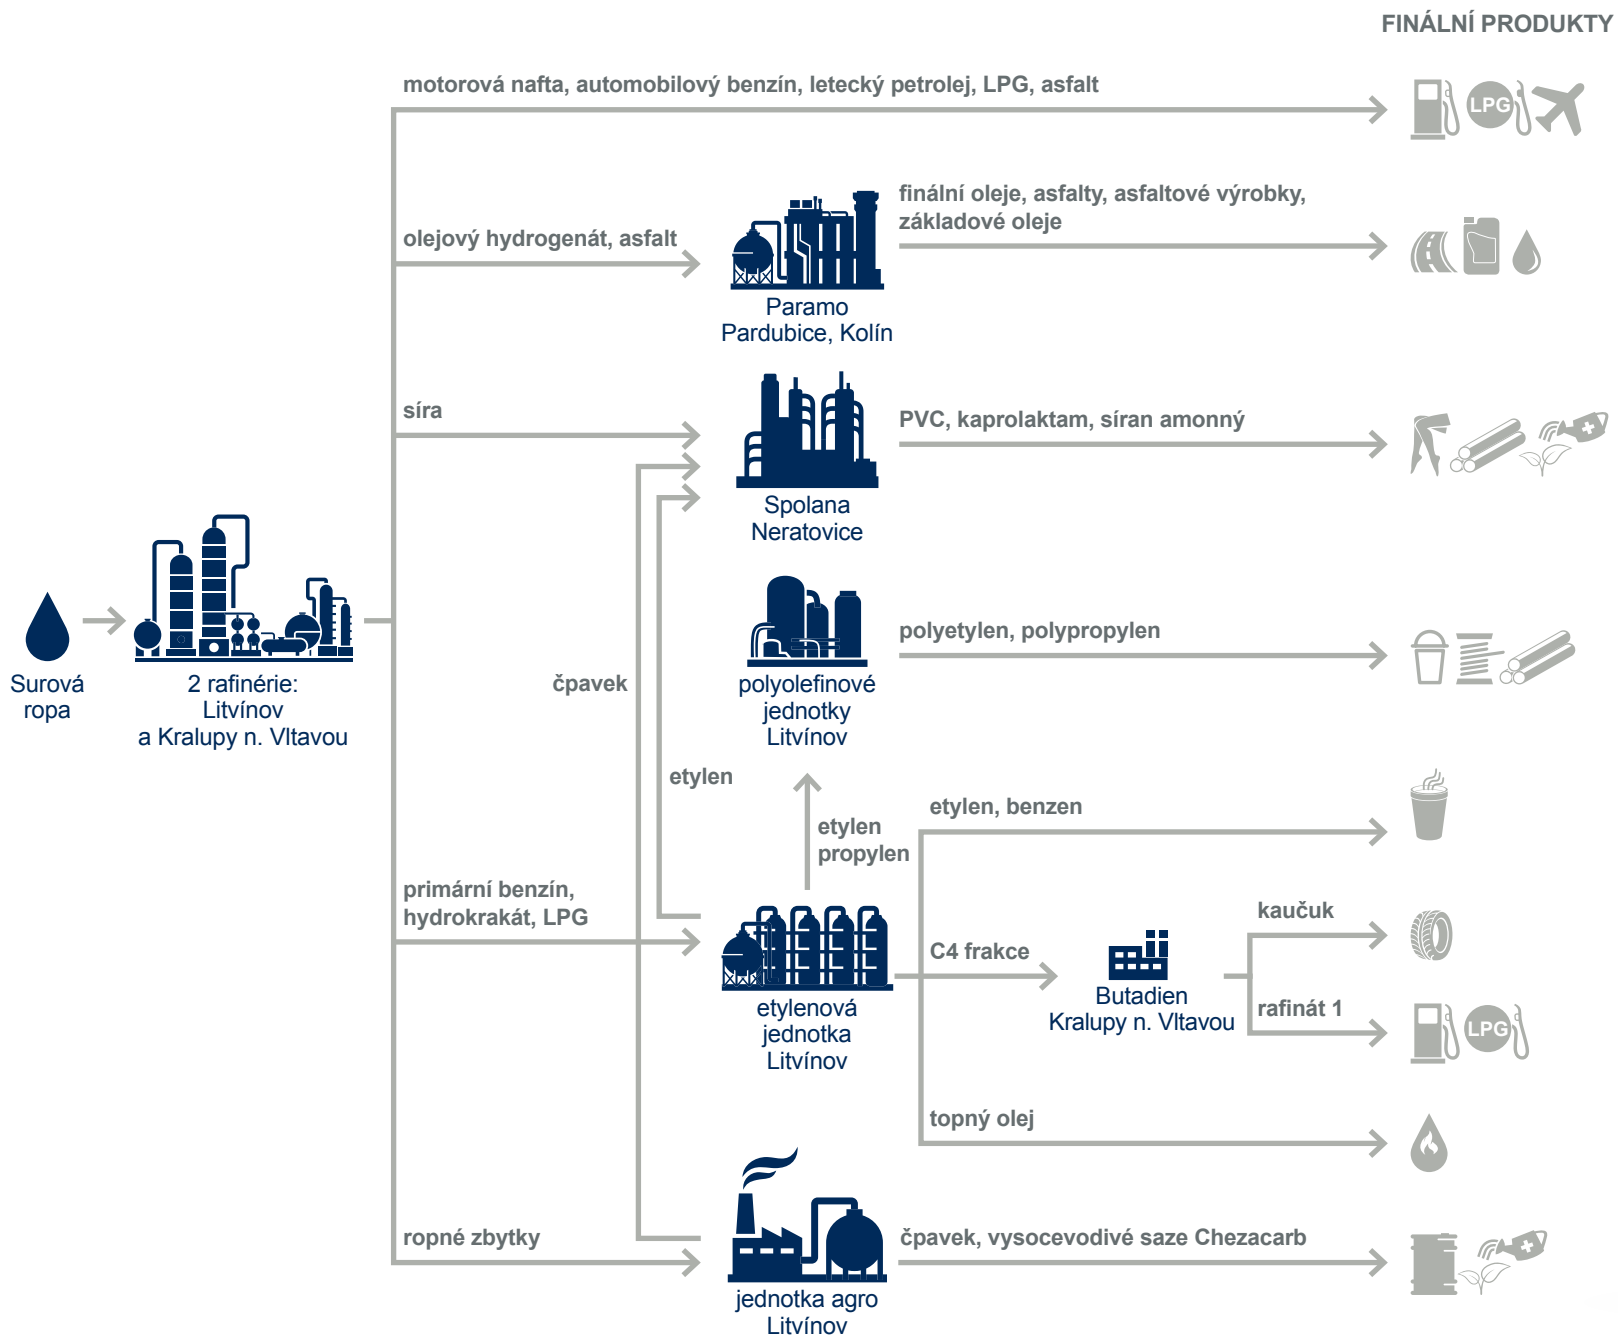 FINÁLNÍ PRODUKTY
motorová nafta, automobilový benzín, letecký petrolej, LPG, asfalt
LPG
finální oleje, asfalty, asfaltové výrobky,
základové oleje
olejový hydrogenát, asfalt
Paramo
Pardubice, Kolín
síra
PVC, kaprolaktam, síran amonný
Spolana
Neratovice
Surová
ropa
2 rafinérie:
Litvínov
a Kralupy n. Vltavou
čpavek
polyetylen, polypropylen
polyolefinové
jednotky
Litvínov
etylen
etylen
propylen
etylen, benzen
primární benzín,
hydrokrakát, LPG
etylenová
jednotka
Litvínov
C4 frakce
Butadien
Kralupy n. Vltavou
kaučuk
rafinát 1
LPG
topný olej
ropné zbytky
jednotka agro
Litvínov
čpavek, vysocevodivé saze Chezacarb